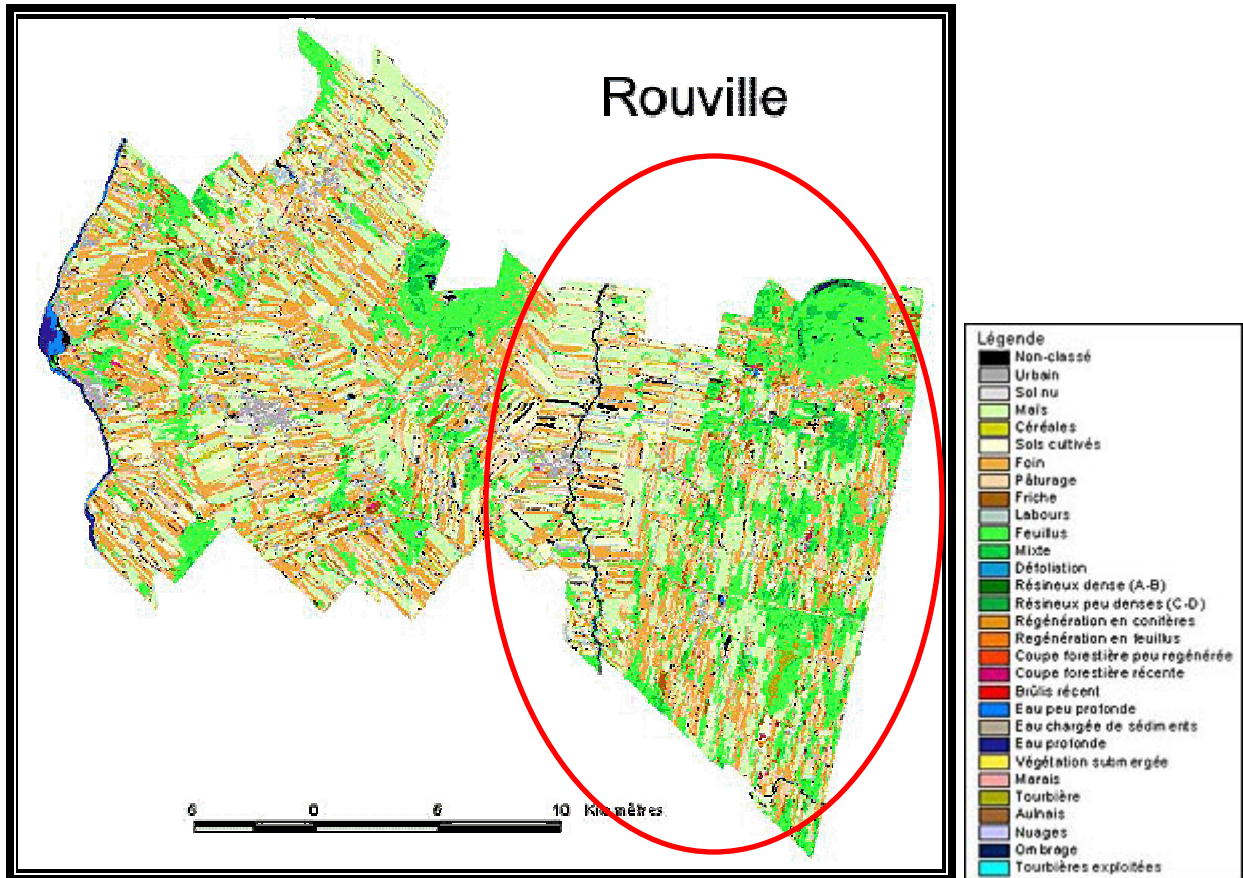 Rouville
Légende
Non-classé
Urbain
Sol nu
Maïs
Céréales
Sols cultivés
Foin
Pâturage
Friche
Labours
Feuillus
Mixte
Défoliation
Résineux dense (A-B)
Résineux peu denses (C-D)
Régénération en conifères
Regénération en feuillus
Coupe forestière peu regénérée
Coupe forestière récente
Brûlis récent
Eau peu profonde
Eau chargée de sédiments
Eau profonde
Végétation submergée
Marais
Tourbière
Aulnais
Nuages
Ombrage
Tourbières exploitées
0 10 Kilomètres